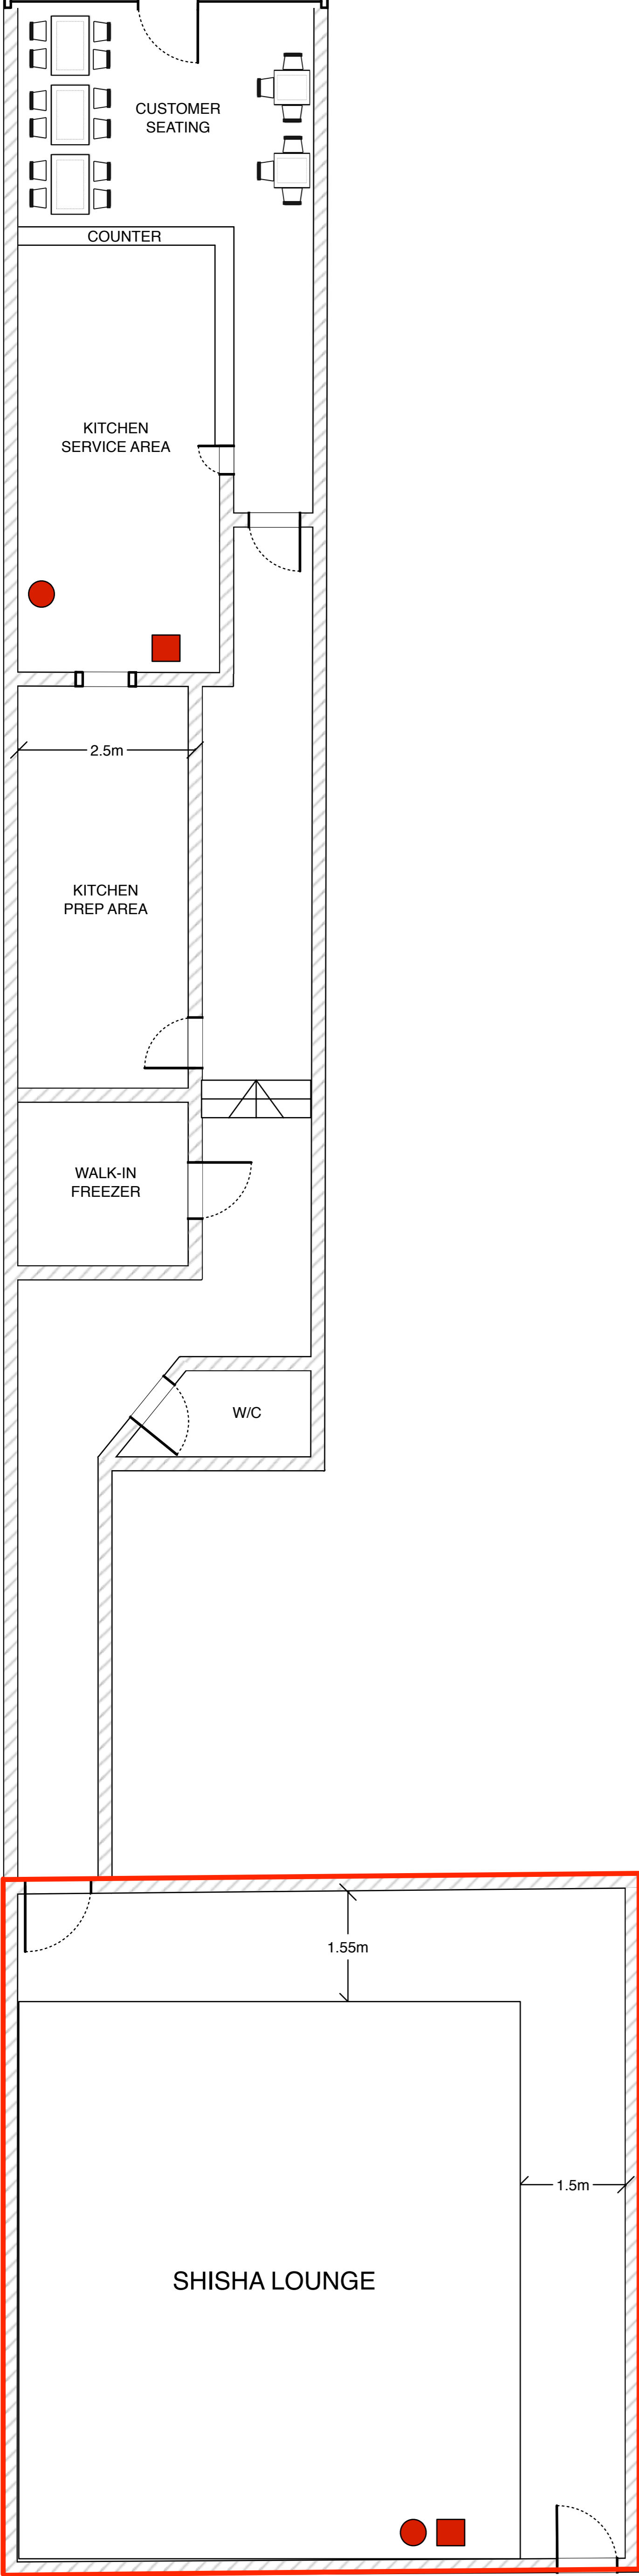 CUSTOMER
SEATING
COUNTER
KITCHEN
SERVICE AREA
2.5m
KITCHEN
PREP AREA
WALK-IN
FREEZER
W/C
1.55m
1.5m
SHISHA LOUNGE